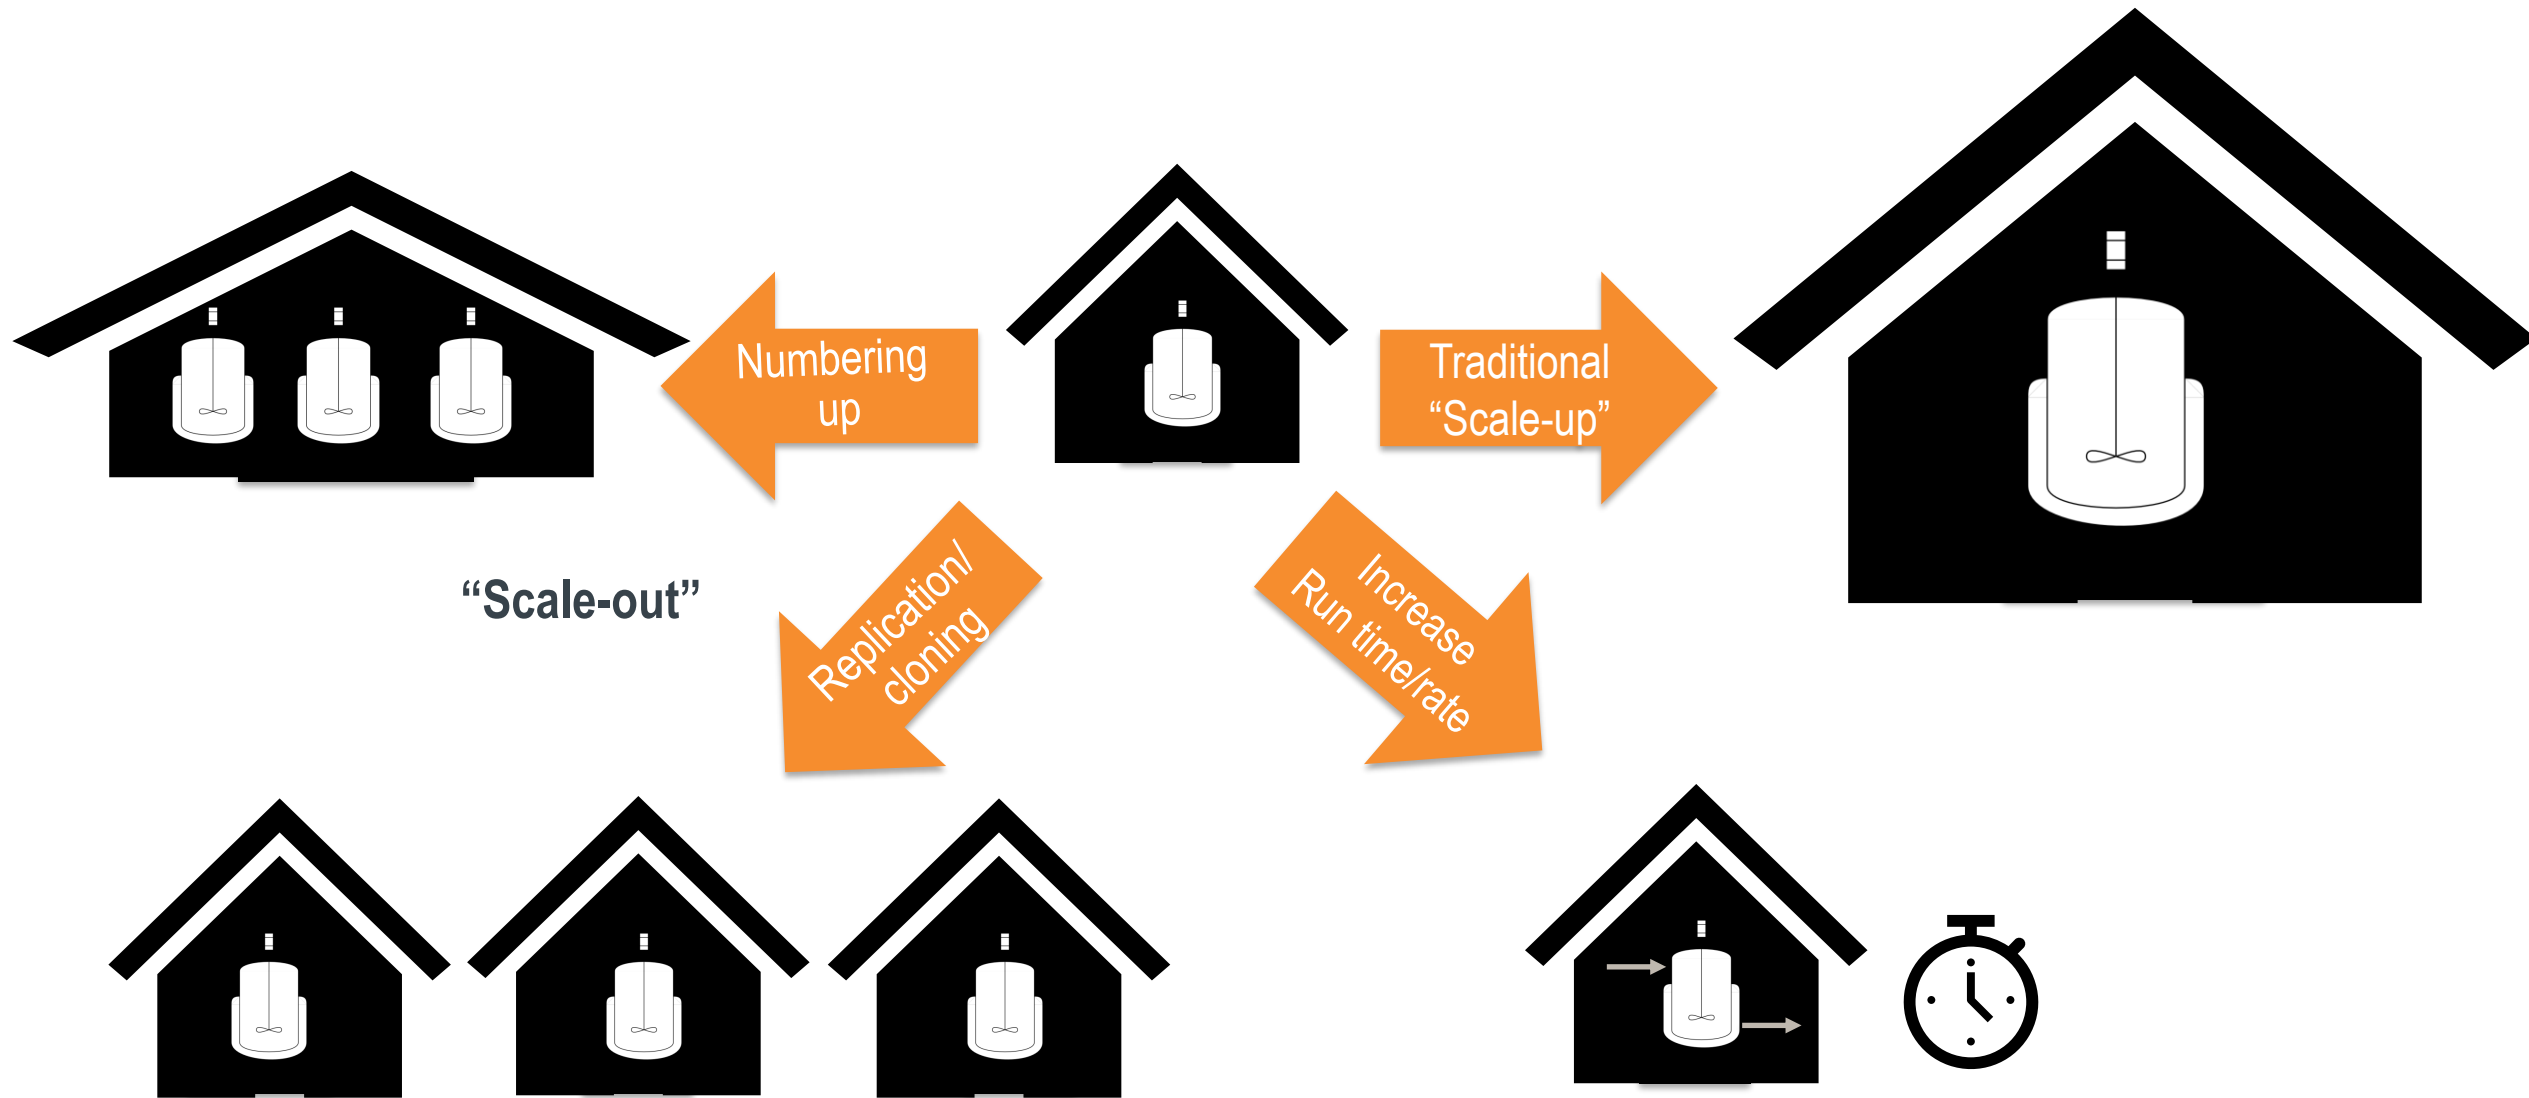 Numbering
up
Traditional
“Scale-up”
“Scale-out”
Replication/
cloning
Increase
Run time/rate